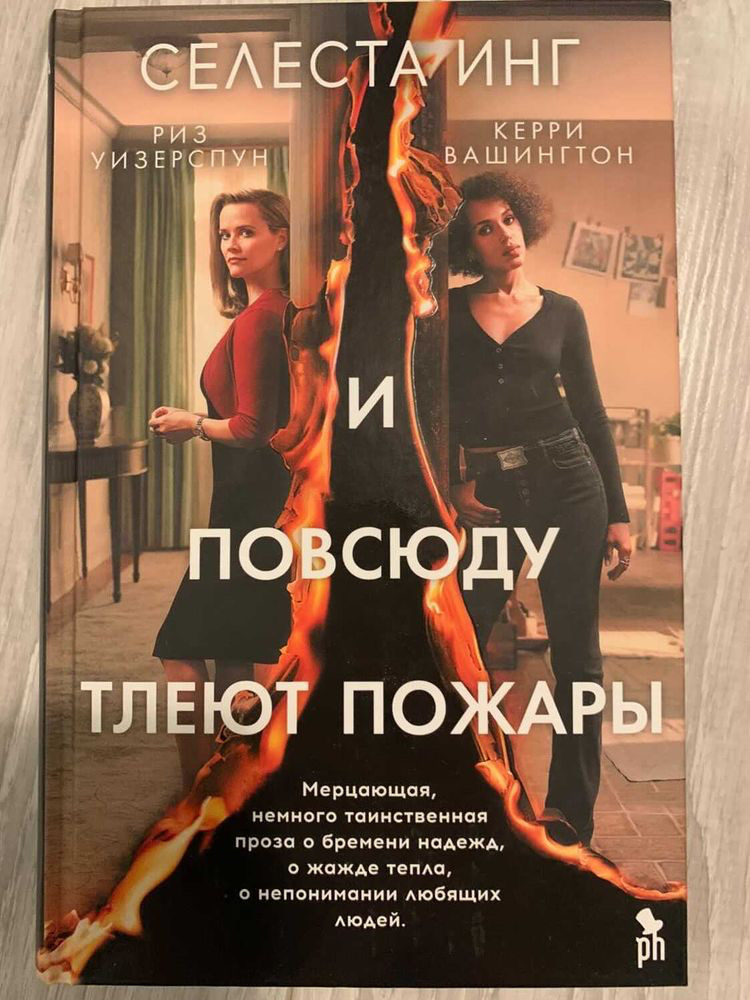 СЕЛЕСТА ИНГ
РИЗ
УИЗЕРСПУН
КЕРРИ
ВАШИНГТОН
И
ПОВСЮДУ
ТЛЕЮТ ПОЖАРЫ
Мерцающая,
немного таинственная
проза о бремени надежд,
о жажде тепла,
о непонимании любящих
людей.
ph